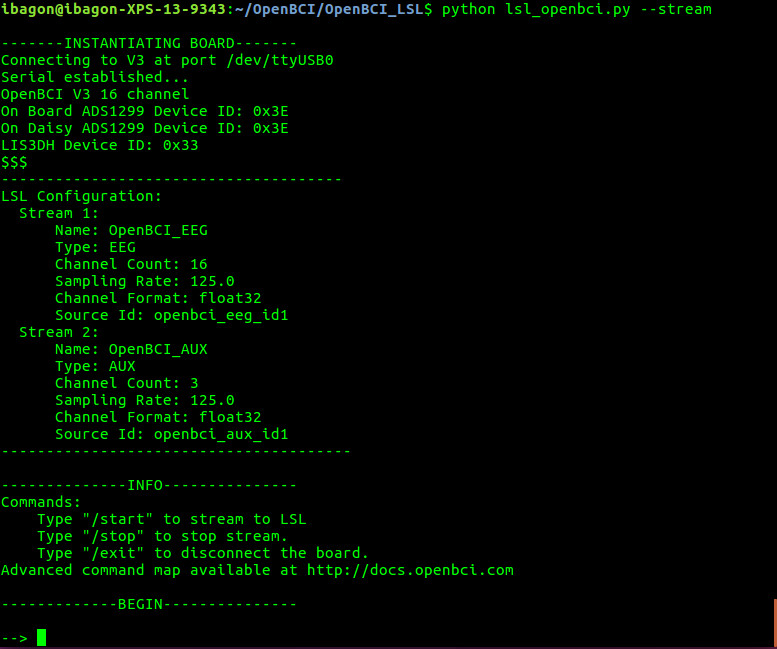 ibagon@ibagon-XPS-13-9343:~/OpenBCI/OpenBCI_LSL$ python lsl_openbci.py --stream
-------INSTANTIATING BOARD-------
Connecting to V3 at port /dev/ttyUSB0
Serial established...
OpenBCI V3 16 channel
On Board ADS1299 Device ID: 0x3E
On Daisy ADS1299 Device ID: 0x3E
LIS3DH Device ID: 0x33
$$$
--------------------------------------
LSL Configuration:
  Stream 1:
      Name: OpenBCI_EEG
      Type: EEG
      Channel Count: 16
      Sampling Rate: 125.0
      Channel Format: float32
      Source Id: openbci_eeg_id1
  Stream 2:
      Name: OpenBCI_AUX
      Type: AUX
      Channel Count: 3
      Sampling Rate: 125.0
      Channel Format: float32
      Source Id: openbci_aux_id1
---------------------------------------
--------------INFO---------------
Commands:
    Type "/start" to stream to LSL
    Type "/stop" to stop stream.
    Type "/exit" to disconnect the board.
Advanced command map available at http://docs.openbci.com
-------------BEGIN---------------
-->